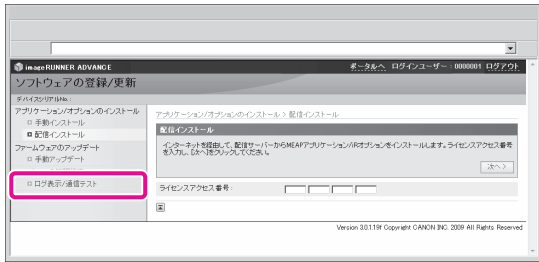 imageRUNNER ADVANCE
ポータルへ ログインユーザー : 0000001 ログアウト
ソフトウェアの登録/更新
デバイスシリアルNo.:
アプリケーション/オプションのインストール
手動インストール
配信インストール
ファームウェアのアップデート
手動アップデート
ログ表示/通信テスト
アプリケーション/オプションのインストール > 配信インストール
配信インストール
インターネットを経由して、配信サーバーからMEAPアプリケーション/iRオプションをインストールします。ライセンスアクセス番号
を入力し、[次へ]をクリックしてください。
次へ >
ライセンスアクセス番号 :
Version 3.0.1.19f Copyright CANON INC. 2009 All Rights Reserved